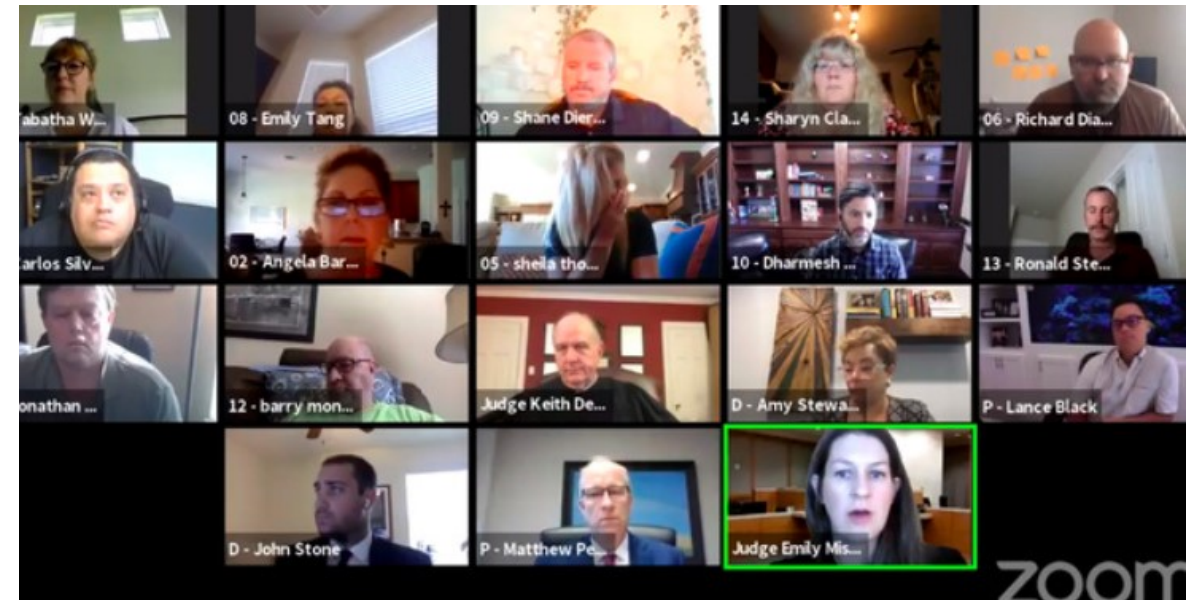 abatha W...
08 - Emily Tang
09 - Shane Dier...
14 - Sharyn Cla...
06 - Richard Dia...
arlos Silv...
02 - Angela Bar...
05 - sheila tho...
10 - Dharmesh ...
13 - Ronald Ste...
onathan ...
12 - barry mon...
Judge Keith De...
D - Amy Stewa...
P - Lance Black
D - John Stone
P - Matthew Pe...
Judge Emily Mis...
zoom